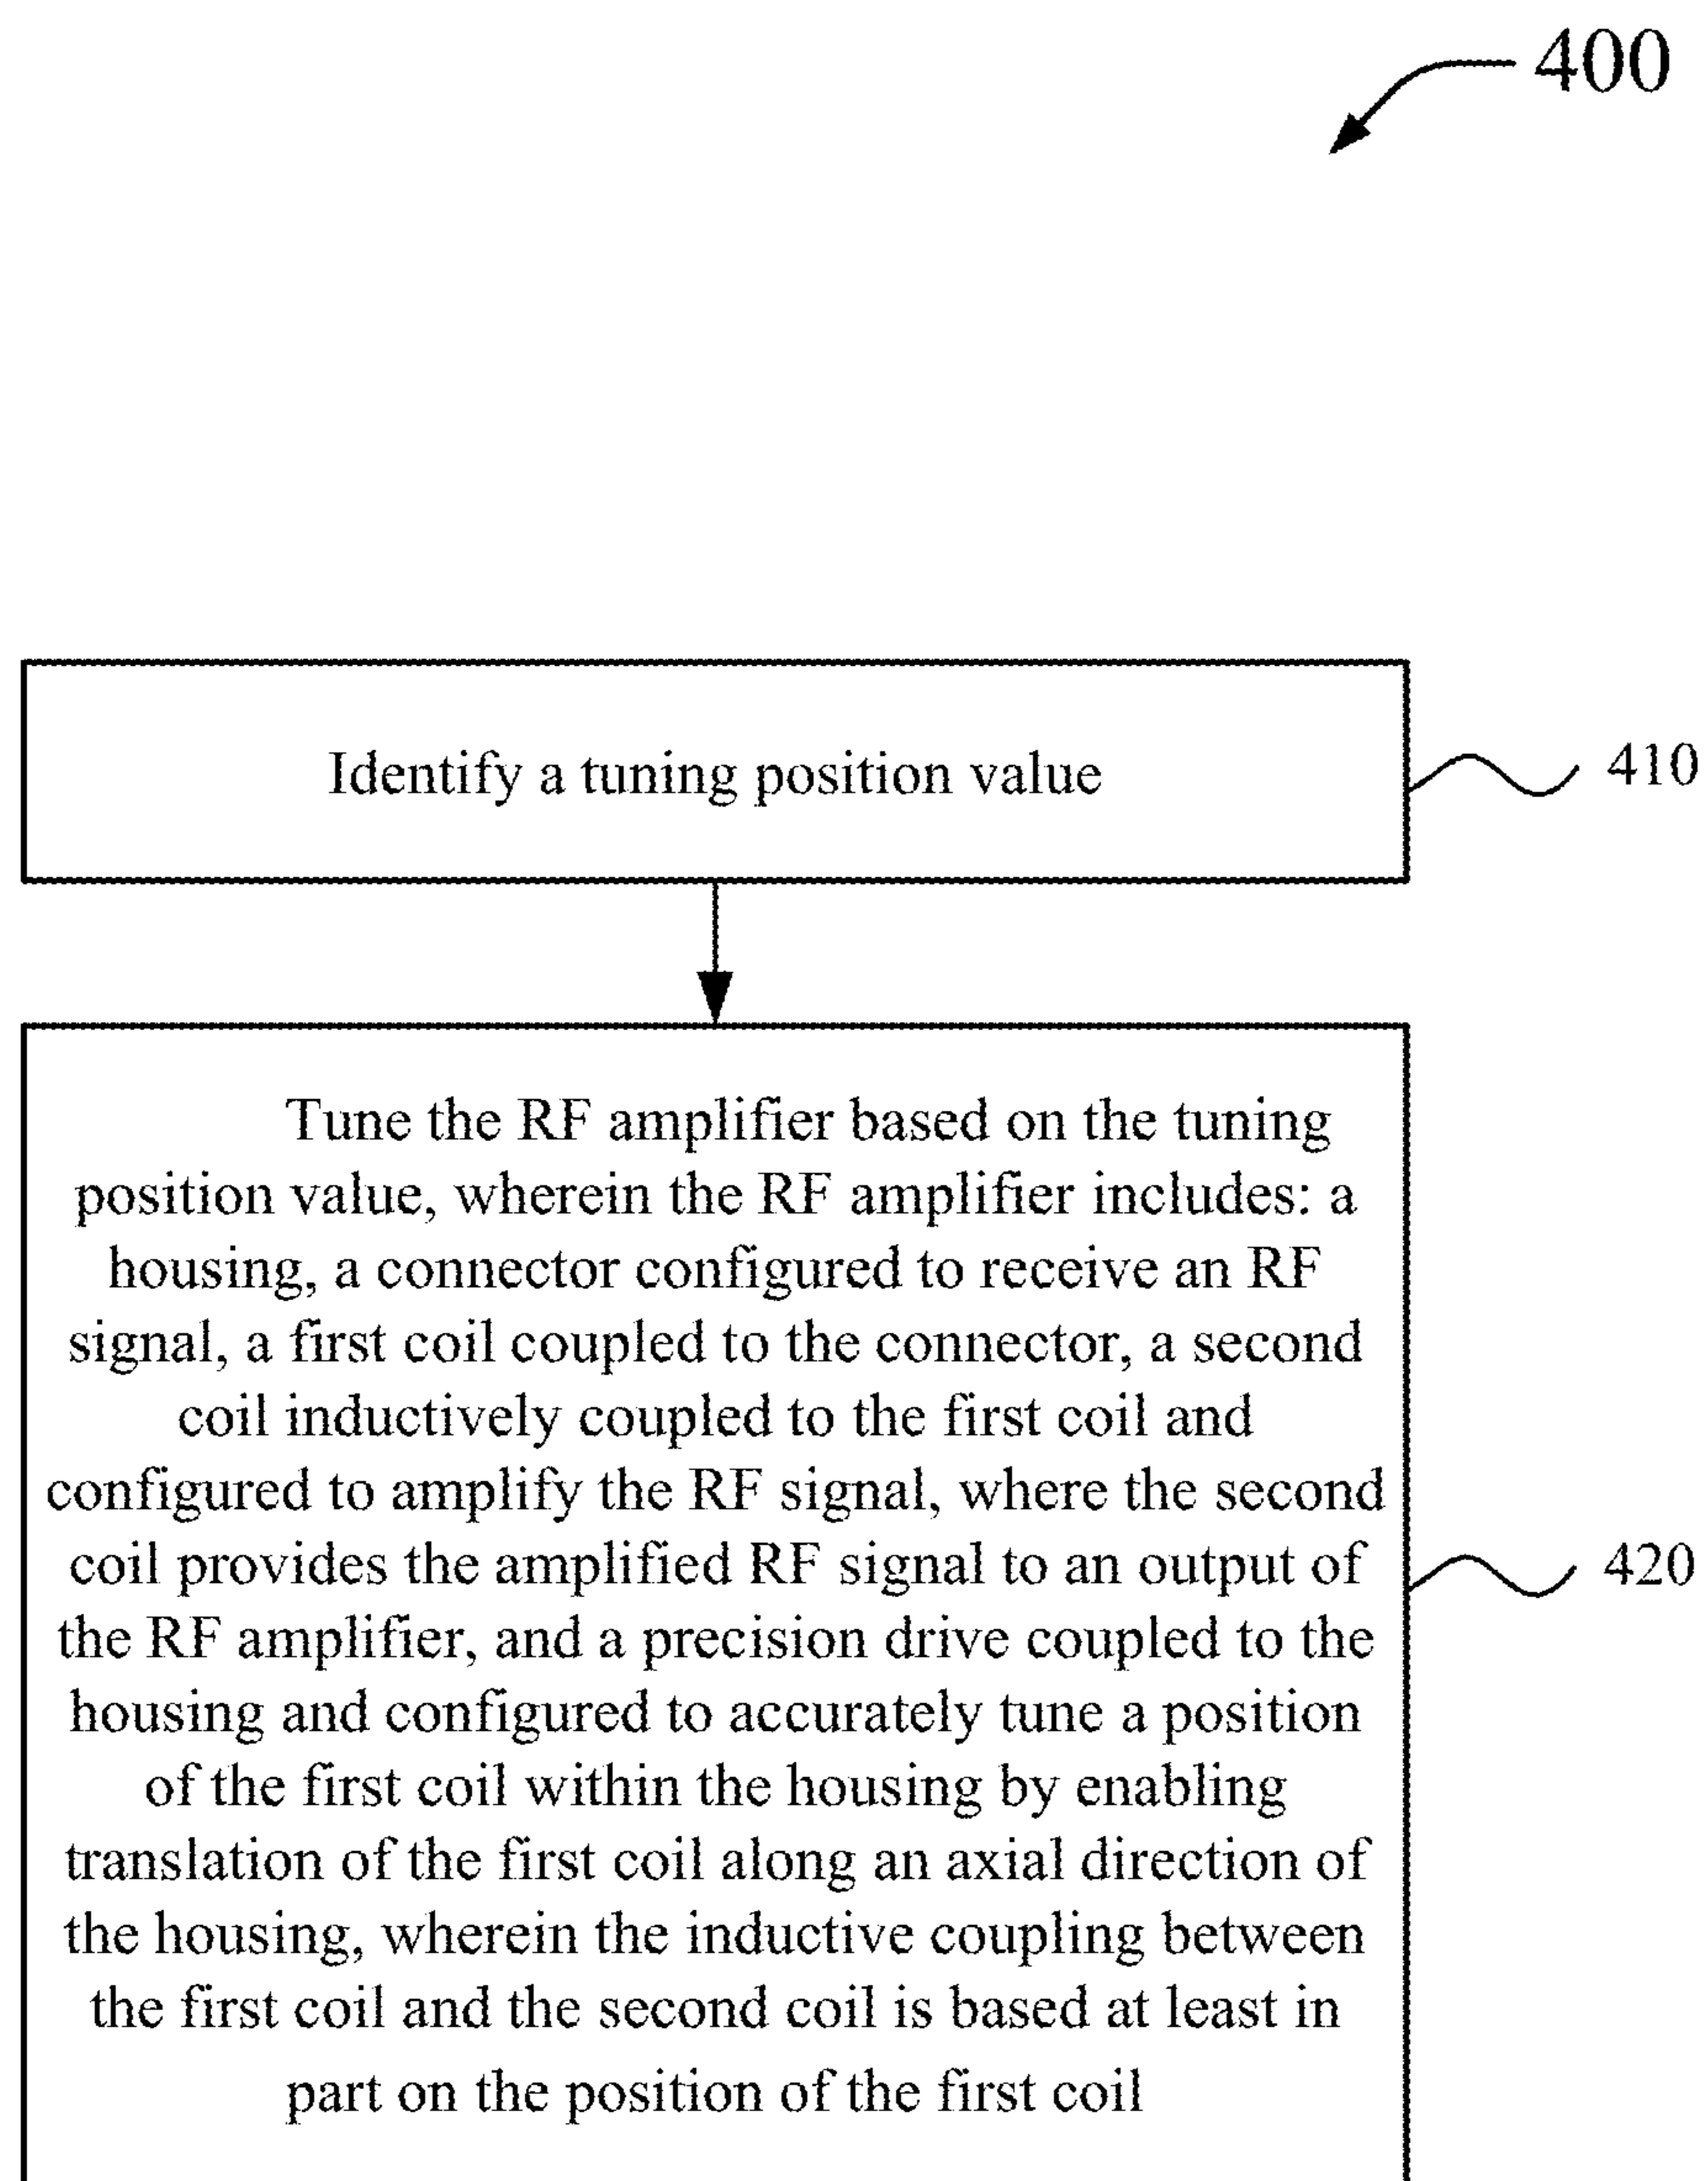 400
Identify a tuning position value
410
Tune the RF amplifier based on the tuning
position value, wherein the RF amplifier includes: a
housing, a connector configured to receive an RF
signal, a first coil coupled to the connector, a second
coil inductively coupled to the first coil and
configured to amplify the RF signal, where the second
coil provides the amplified RF signal to an output of
the RF amplifier, and a precision drive coupled to the
housing and configured to accurately tune a position
of the first coil within the housing by enabling
translation of the first coil along an axial direction of
the housing, wherein the inductive coupling between
the first coil and the second coil is based at least in
part on the position of the first coil
420